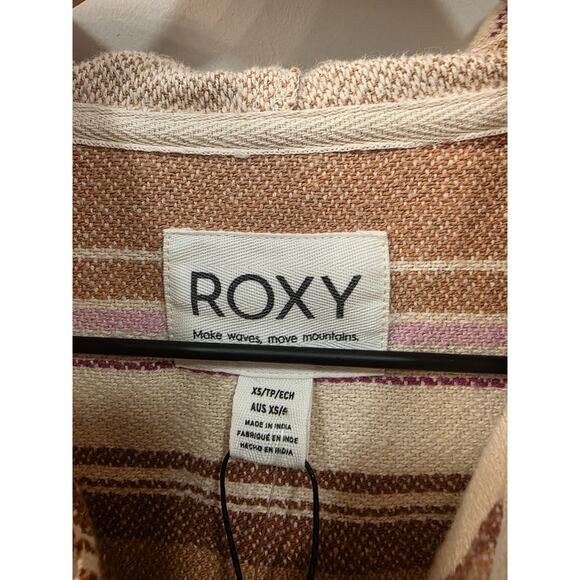 ROXY
Make waves, move mountains.
XS/TP/ECH
AUS XS/6
MADE IN INDIA
FABRIQUÉ EN INDE
HECHO EN INDIA